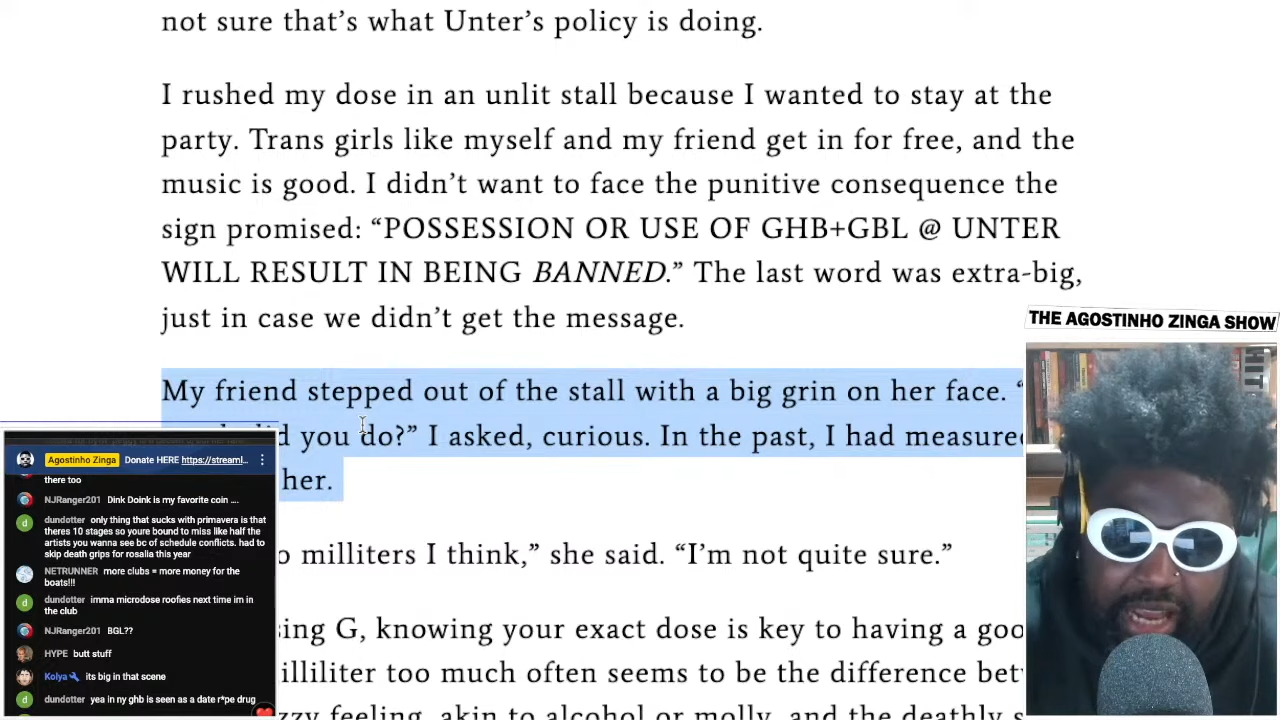 not sure that’s what Unter’s policy is doing.
I rushed my dose in an unlit stall because I wanted to stay at the
party. Trans girls like myself and my friend get in for free, and the
music is good. I didn’t want to face the punitive consequence the
sign promised: “POSSESSION OR USE OF GHB+GBL @ UNTER
WILL RESULT IN BEING BANNED.” The last word was extra-big,
just in case we didn’t get the message.
My friend stepped out of the stall with a big grin on her face. “
did you do?” I asked, curious. In the past, I had measured
her.
milliters I think,” she said. “I’m not quite sure.”
G, knowing your exact dose is key to having a
too much often seems to be the difference
feeling, akin to alcohol or molly, and the
THE AGOSTINHO ZINGA SHOW
Agostinho Zinga Donate HERE https://streaml...
there too
NJRanger201 Dink Doink is my favorite coin ....
dundotter only thing that sucks with primavera is that
theres 10 stages so youre bound to miss like half the
artists you wanna see bc of schedule conflicts. had to
skip death grips for rosalia this year
NETRUNNER more clubs = more money for the
boats!!!
dundotter imma microdose roofies next time im in
the club
NJRanger201 BGL??
HYPE butt stuff
Kolya its big in that scene
dundotter yea in ny ghb is seen as a date r*pe drug